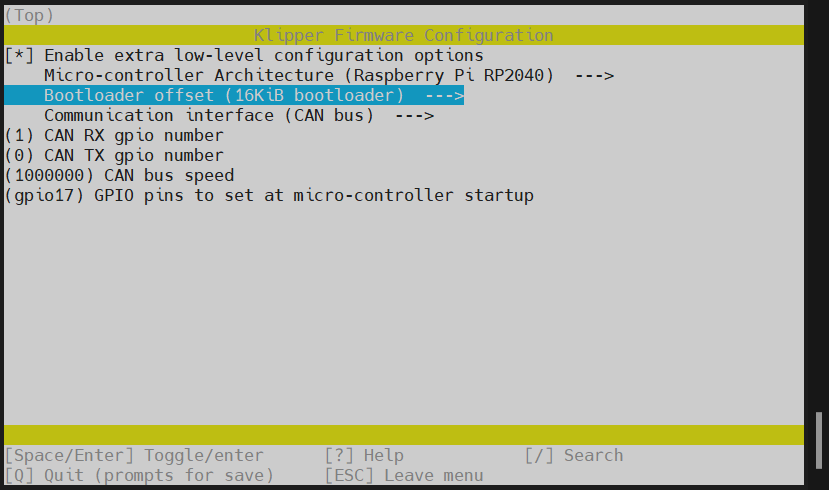 (Top)
Klipper Firmware Configuration
[*] Enable extra low-level configuration options
Micro-controller Architecture (Raspberry Pi RP2040)  --->
Bootloader offset (16KiB bootloader)  --->
Communication interface (CAN bus)  --->
(1) CAN RX gpio number
(0) CAN TX gpio number
(1000000) CAN bus speed
(gpio17) GPIO pins to set at micro-controller startup
[Space/Enter] Toggle/enter [?] Help [/] Search
[Q] Quit (prompts for save) [ESC] Leave menu